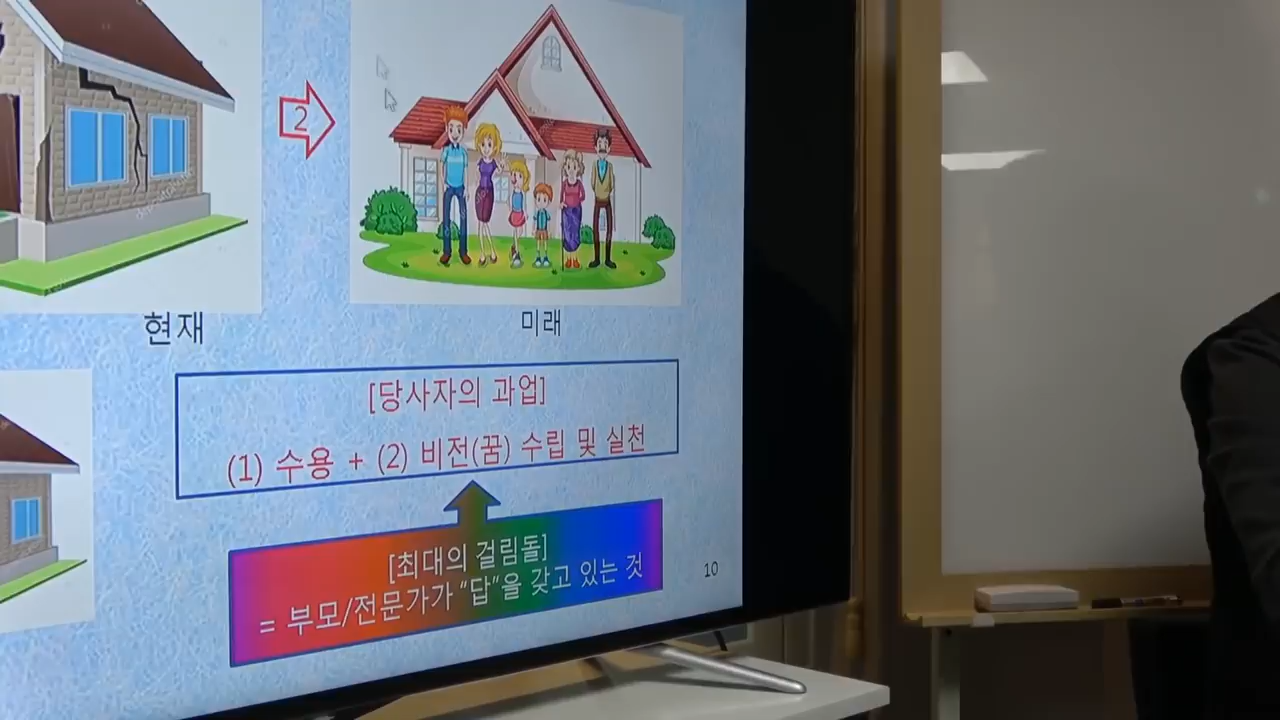 2
현재
미래
[당사자의 과업]
(1) 수용 + (2) 비전(꿈) 수립 및 실천
[최대의 걸림돌]
= 부모/전문가가 “답”을 갖고 있는 것
10